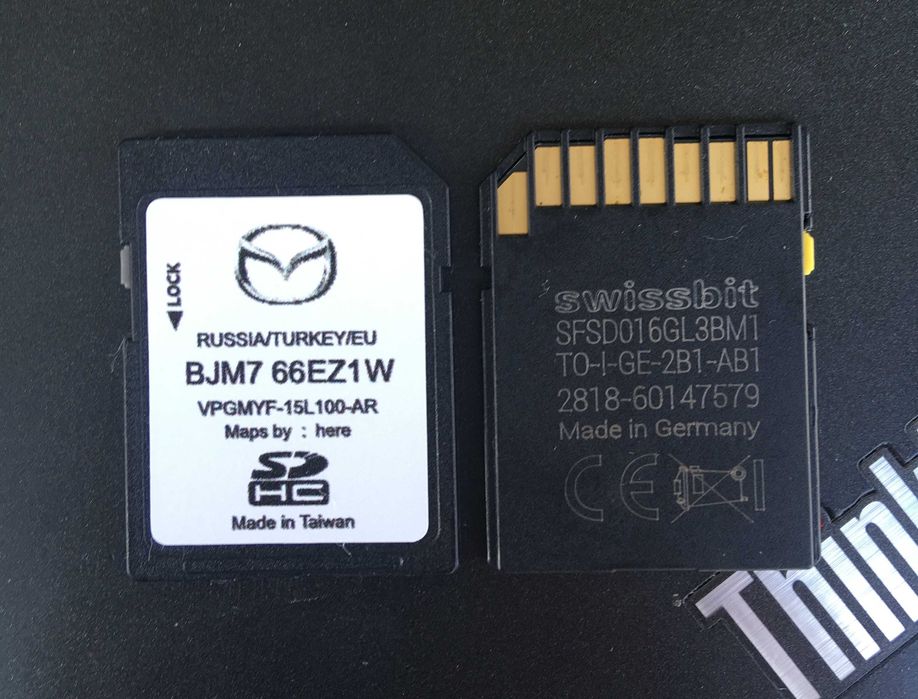 LOCK
RUSSIA/TURKEY/EU
BJM7 66EZ1W
VPGMYF-15L100-AR
Maps by : here
SD
HC
Made in Taiwan
swissbit
SFSD016GL3BM1
TO-I-GE-2B1-AB1
2818-60147579
Made in Germany
CE
Think